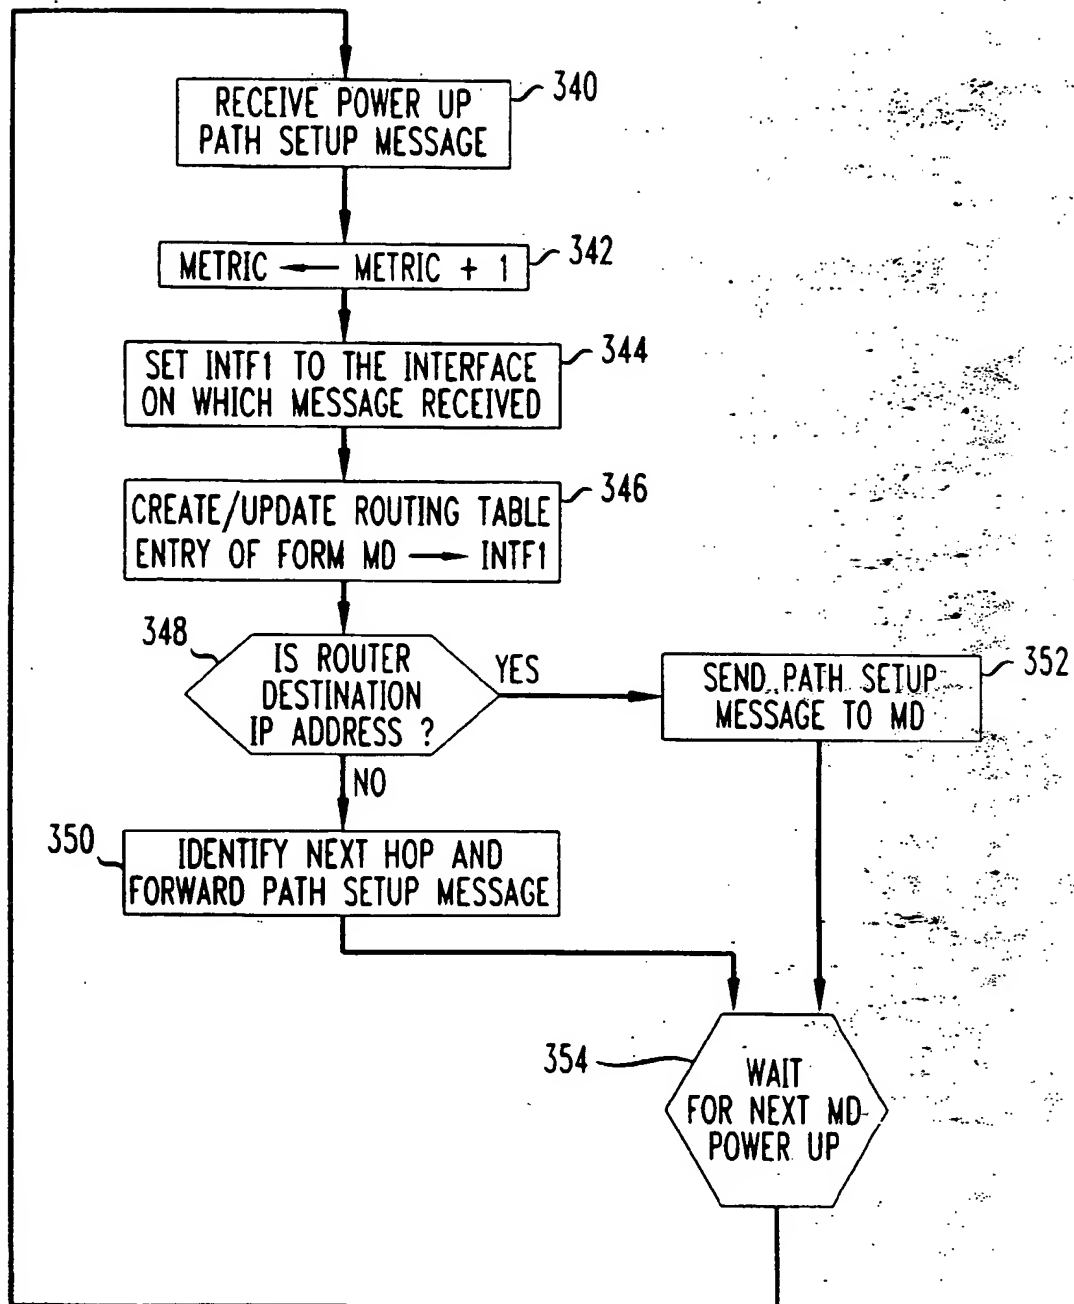 RECEIVE POWER UP
PATH SETUP MESSAGE
340
METRIC ← METRIC + 1
342
SET INTF1 TO THE INTERFACE
ON WHICH MESSAGE RECEIVED
344
CREATE/UPDATE ROUTING TABLE
ENTRY OF FORM MD → INTF1
346
348
IS ROUTER
DESTINATION
IP ADDRESS ?
YES
SEND PATH SETUP
MESSAGE TO MD
352
NO
350
IDENTIFY NEXT HOP AND
FORWARD PATH SETUP MESSAGE
354
WAIT
FOR NEXT MD
POWER UP